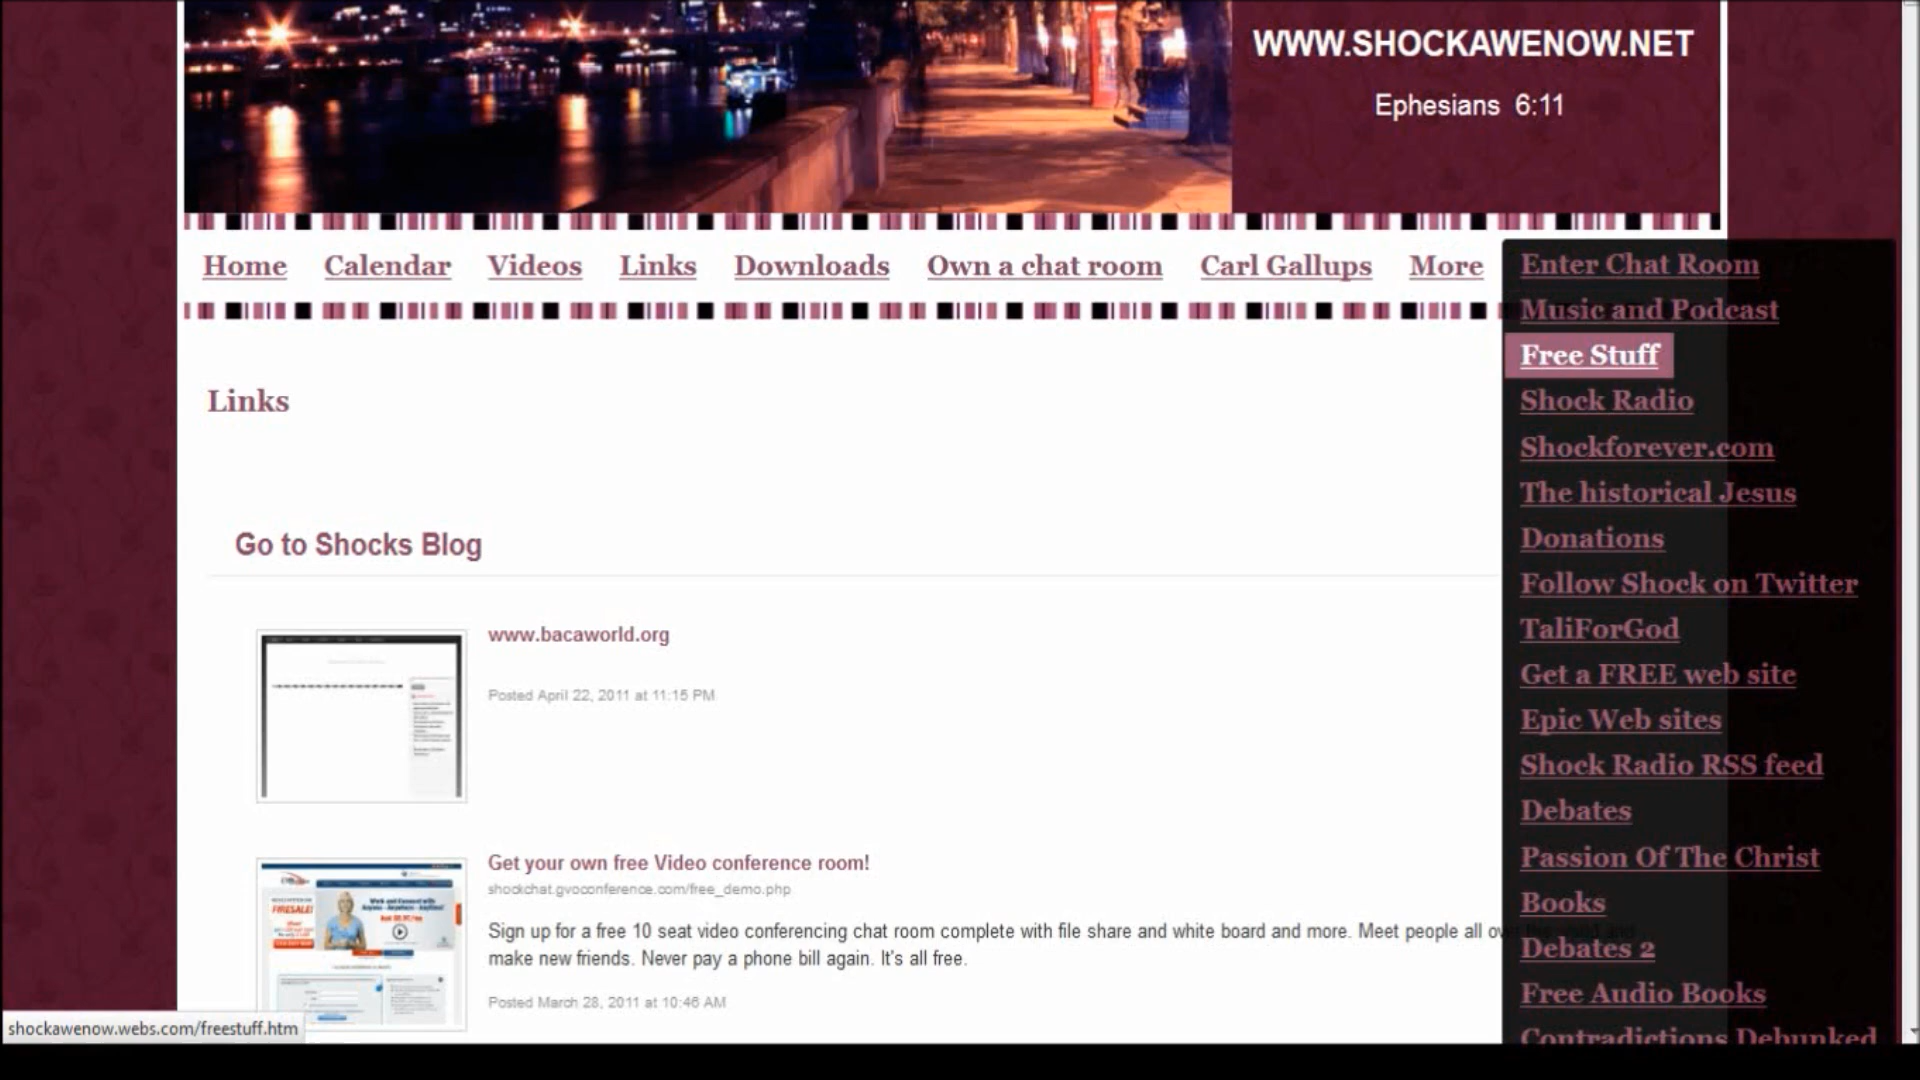 WWW.SHOCKAWENOW.NET
Ephesians 6:11
Home Calendar Videos Links Downloads Own a chat room Carl Gallups More
Enter Chat Room
Music and Podcast
Free Stuff
Shock Radio
Shockforever.com
The historical Jesus
Donations
Follow Shock on Twitter
TaliForGod
Get a FREE web site
Epic Web sites
Shock Radio RSS feed
Debates
Passion Of The Christ
Books
Debates 2
Free Audio Books
Contradictions Debunked
Links
Go to Shocks Blog
www.bacaworld.org
Posted April 22, 2011 at 11:15 PM
Get your own free Video conference room!
shockchat.gvoconference.com/free_demo.php
FIRESALE!
Sign up for a free 10 seat video conferencing chat room complete with file share and white board and more. Meet people all over the world and
make new friends. Never pay a phone bill again. It's all free.
Posted March 28, 2011 at 10:46 AM
shockawenow.webs.com/freestuff.htm